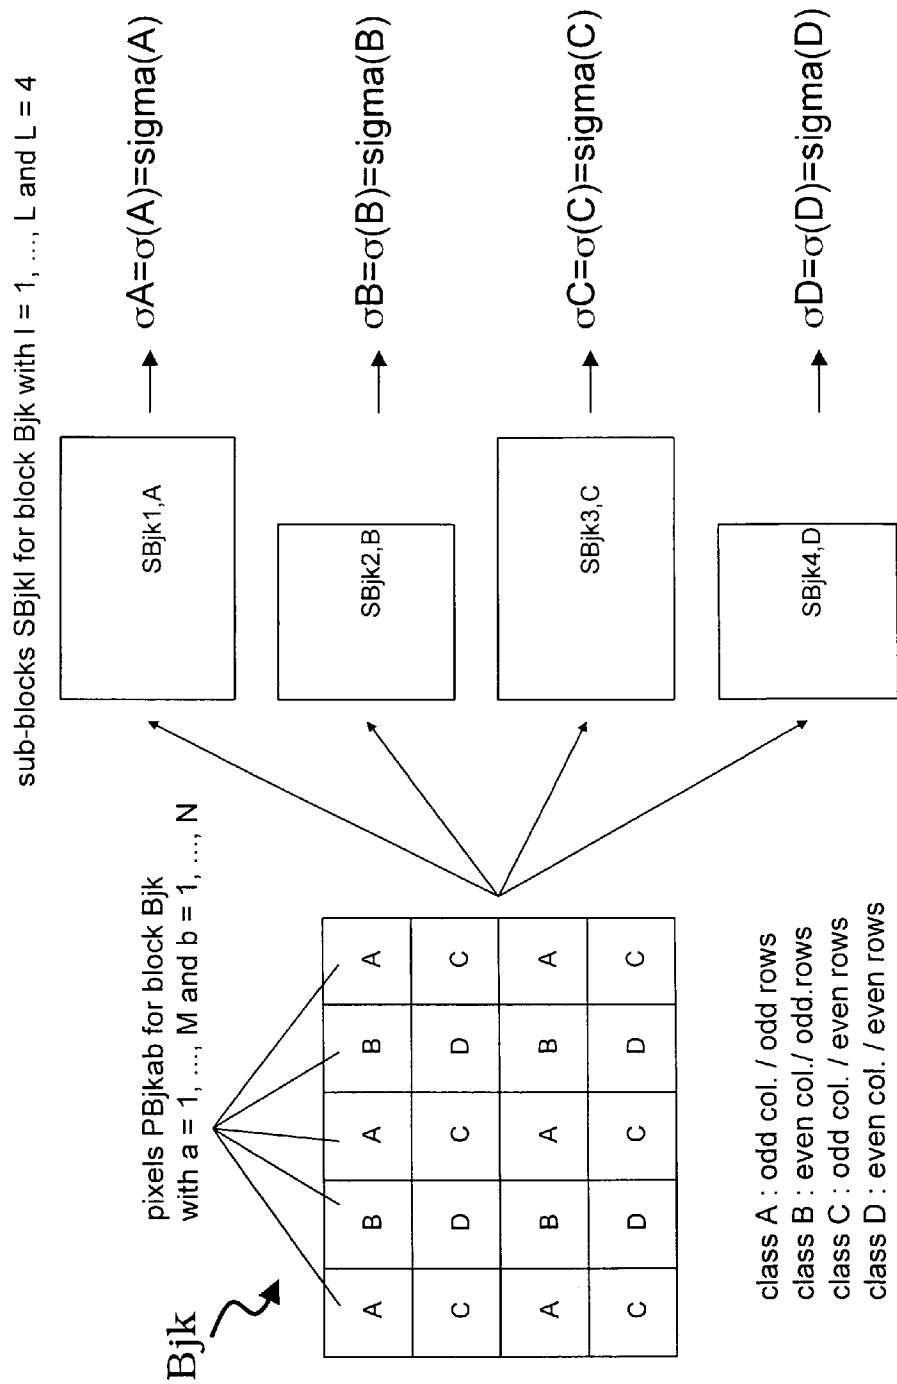 sub-blocks SBjkl for block Bjk with l = 1, ..., L and L = 4
pixels PBjkab for block Bjk
with a = 1, ..., M and b = 1, ..., N
Bjk
A B A B A
C D C D C
A B A B A
C D C D C
SBjk1,A
σA=σ(A)=sigma(A)
SBjk2,B
σB=σ(B)=sigma(B)
SBjk3,C
σC=σ(C)=sigma(C)
SBjk4,D
σD=σ(D)=sigma(D)
class A : odd col. / odd rows
class B : even col./ odd.rows
class C : odd col. / even rows
class D : even col. / even rows